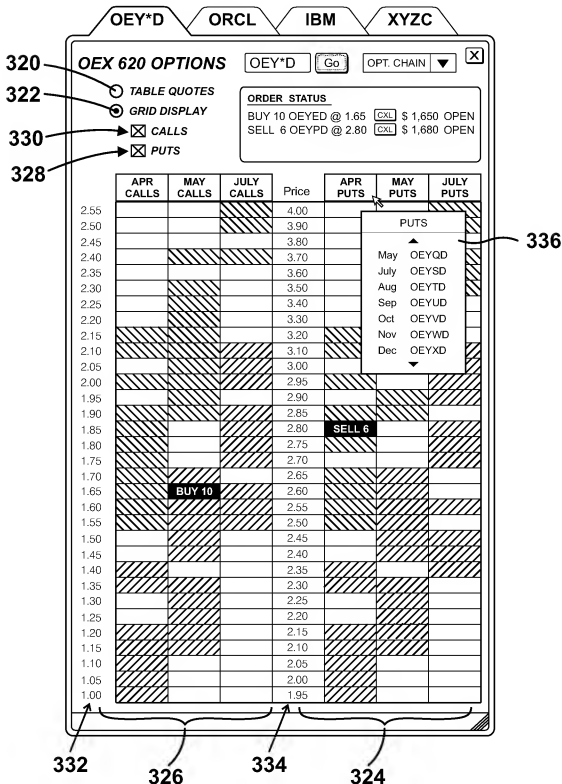 OEY*D ORCL IBM XYZC
OEX 620 OPTIONS OEY*D Go OPT. CHAIN X
320
TABLE QUOTES
322
GRID DISPLAY
330
CALLS
328
PUTS
ORDER STATUS
BUY 10 OEYED @ 1.65 CXL $ 1,650 OPEN
SELL 6 OEYPD @ 2.80 CXL $ 1,680 OPEN
APR CALLS MAY CALLS JULY CALLS Price APR PUTS MAY PUTS JULY PUTS
2.55 4.00
2.50 3.90
2.45 3.80
2.40 3.70
2.35 3.60
2.30 3.50
2.25 3.40
2.20 3.30
2.15 3.20
2.10 3.10
2.05 3.00
2.00 2.95
1.95 2.90
1.90 2.85
1.85 2.80 SELL 6
1.80 2.75
1.75 2.70
1.70 2.65
1.65 BUY 10 2.60
1.60 2.55
1.55 2.50
1.50 2.45
1.45 2.40
1.40 2.35
1.35 2.30
1.30 2.25
1.25 2.20
1.20 2.15
1.15 2.10
1.10 2.05
1.05 2.00
1.00 1.95
PUTS
May OEYQD
July OEYSD
Aug OEYTD
Sep OEYUD
Oct OEYVD
Nov OEYWD
Dec OEYXD
336
332 326 334 324